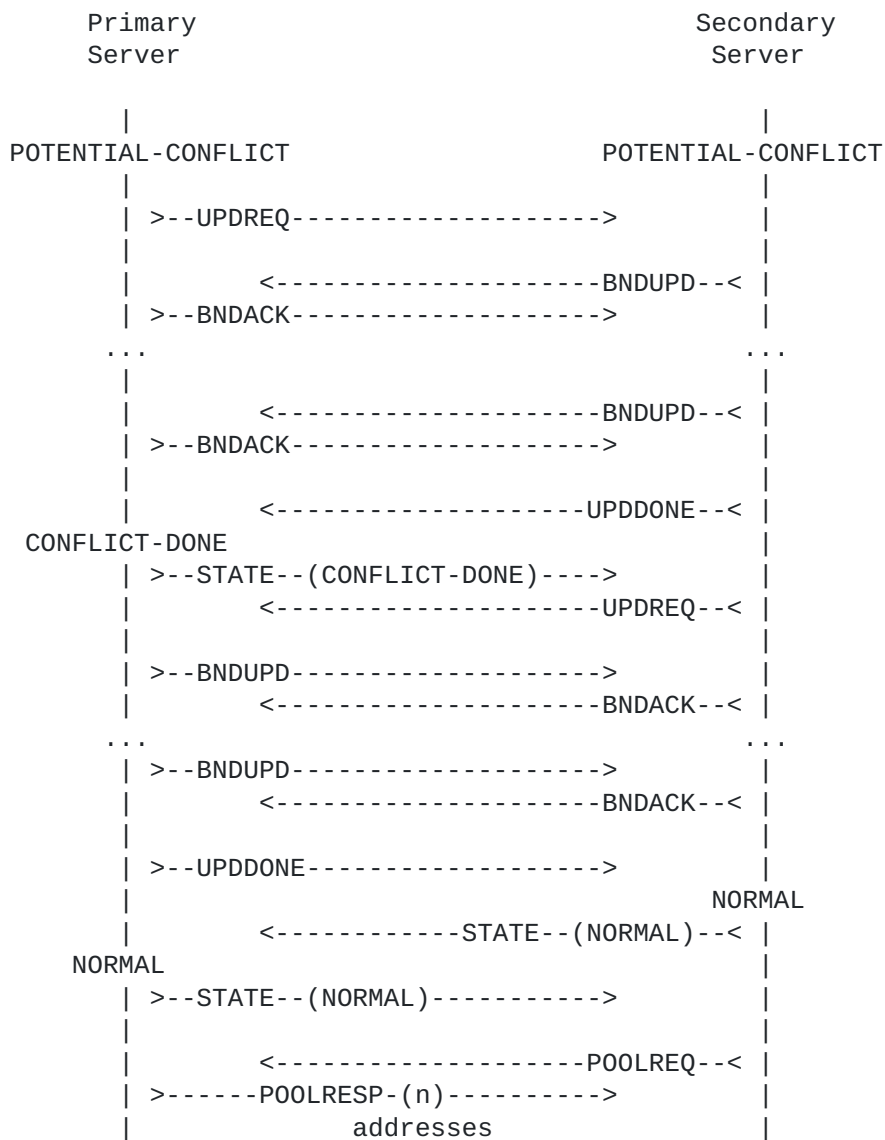 Primary                              Secondary
Server                                Server

|                                        |
POTENTIAL-CONFLICT                    POTENTIAL-CONFLICT
|                                        |
| >--UPDREQ-------------------->         |
|                                        |
|        <---------------------BNDUPD--< |
| >--BNDACK-------------------->         |
...                                     ...
|                                        |
|        <---------------------BNDUPD--< |
| >--BNDACK-------------------->         |
|                                        |
|        <--------------------UPDDONE--< |
CONFLICT-DONE                            |
| >--STATE--(CONFLICT-DONE)---->         |
|        <---------------------UPDREQ--< |
|                                        |
| >--BNDUPD-------------------->         |
|        <---------------------BNDACK--< |
...                                     ...
| >--BNDUPD-------------------->         |
|        <---------------------BNDACK--< |
|                                        |
| >--UPDDONE------------------->         |
|                                     NORMAL
|        <------------STATE--(NORMAL)--< |
NORMAL                                   |
| >--STATE--(NORMAL)----------->         |
|                                        |
|        <--------------------POOLREQ--< |
| >------POOLRESP-(n)---------->         |
|              addresses                 |